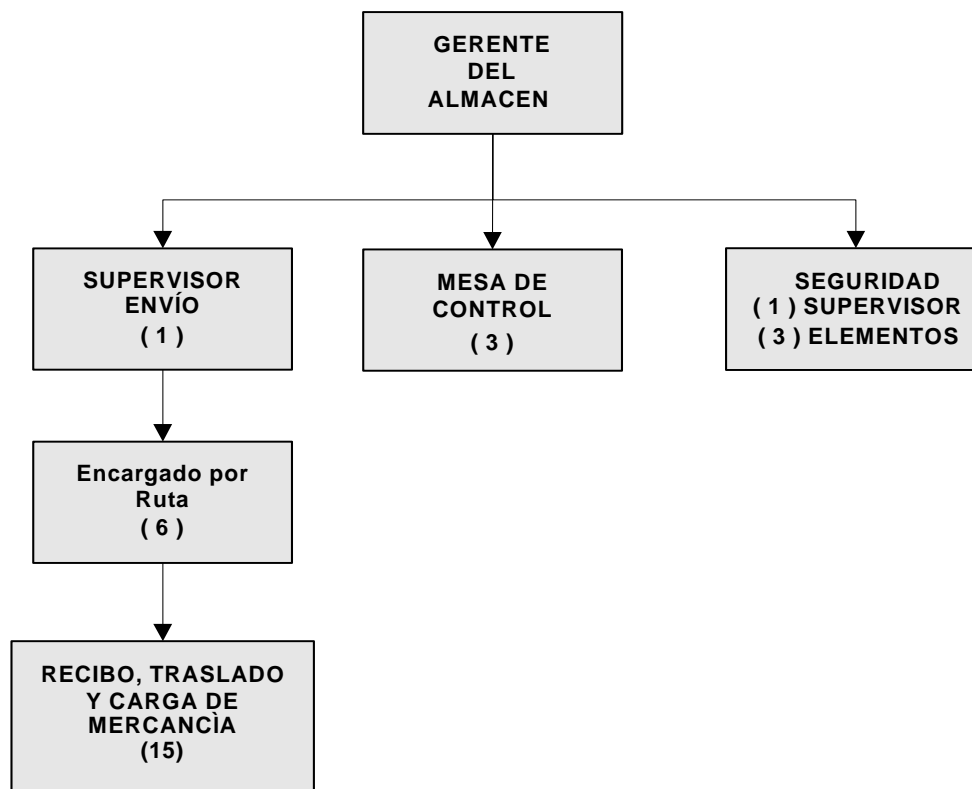 GERENTE
DEL
ALMACEN
SUPERVISOR
ENVÍO
( 1 )
MESA DE
CONTROL
( 3 )
SEGURIDAD
( 1 ) SUPERVISOR
( 3 ) ELEMENTOS
Encargado por
Ruta
( 6 )
RECIBO, TRASLADO
Y CARGA DE
MERCANCÌA
(15)